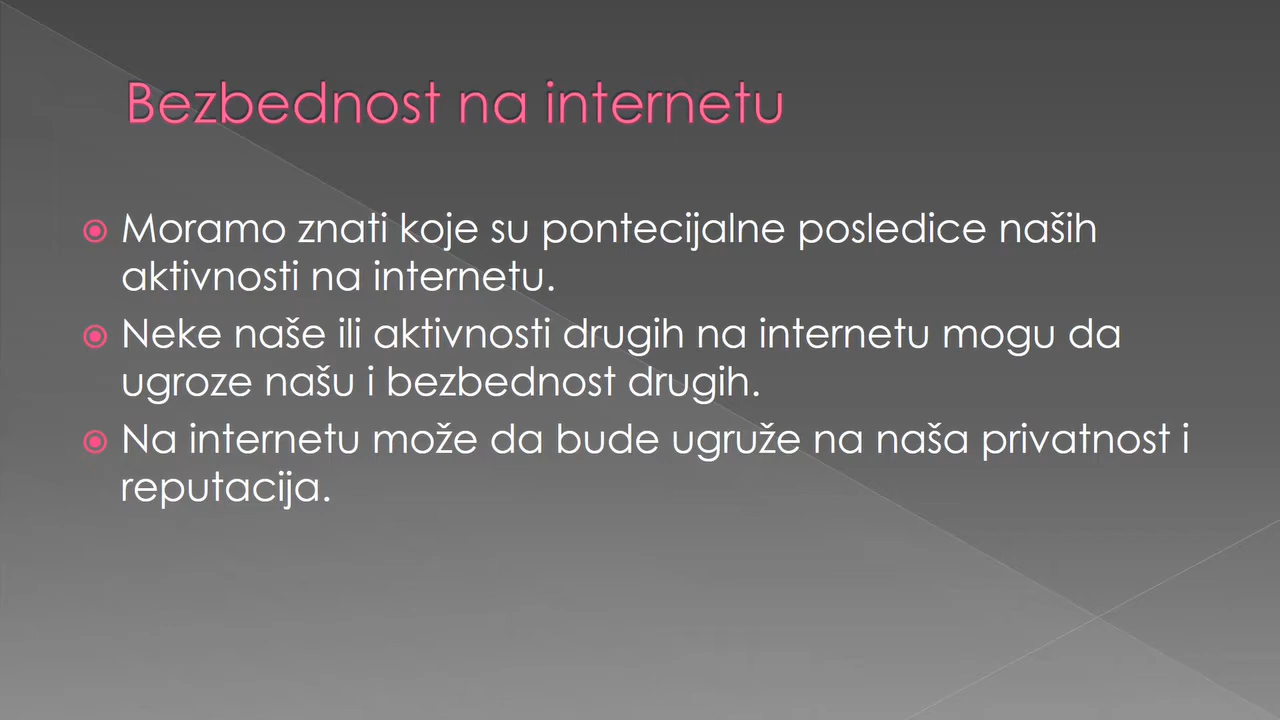 Bezbednost na internetu
Moramo znati koje su pontecijalne posledice naših
aktivnosti na internetu.
Neke naše ili aktivnosti drugih na internetu mogu da
ugroze našu i bezbednost drugih.
Na internetu može da bude ugruže na naša privatnost i
reputacija.